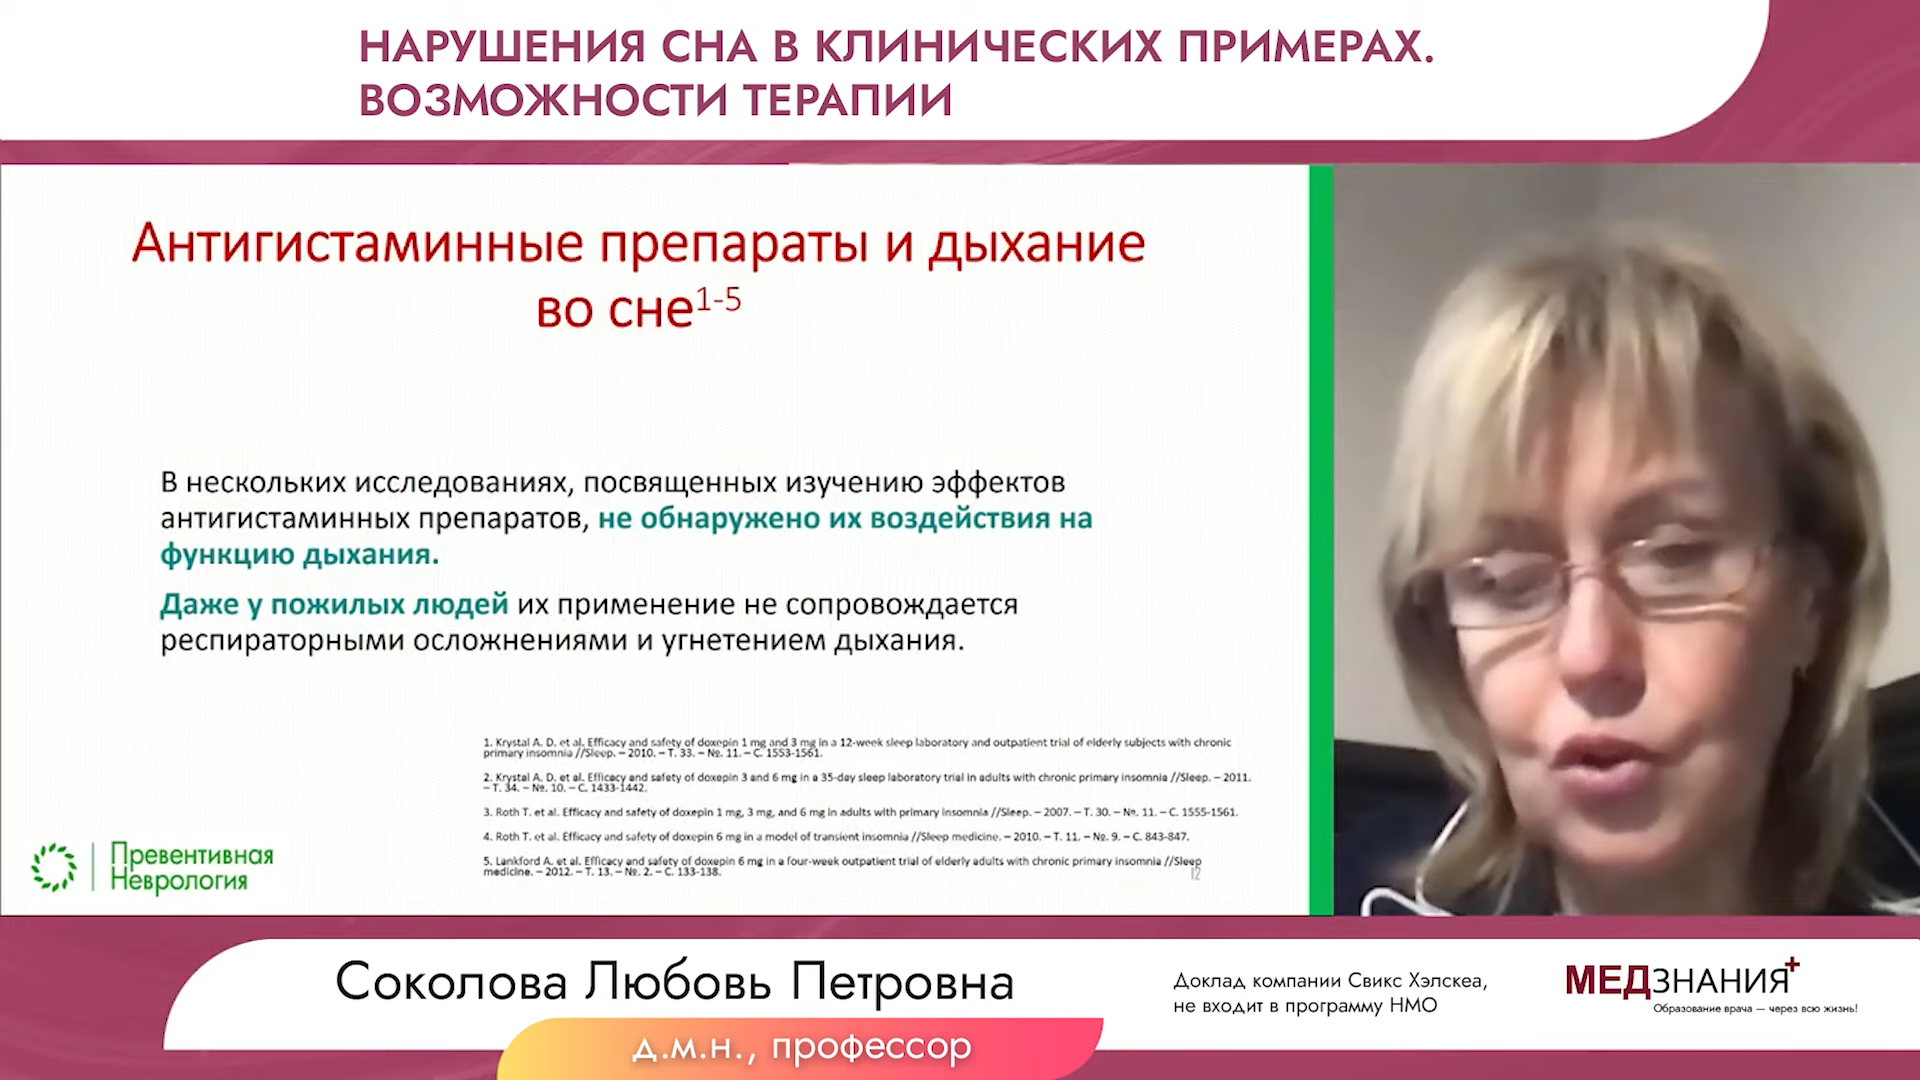 НАРУШЕНИЯ СНА В КЛИНИЧЕСКИХ ПРИМЕРАХ.
ВОЗМОЖНОСТИ ТЕРАПИИ
Антигистаминные препараты и дыхание
во сне1-5
В нескольких исследованиях, посвященных изучению эффектов
антигистаминных препаратов, не обнаружено их воздействия на
функцию дыхания.
Даже у пожилых людей их применение не сопровождается
респираторными осложнениями и угнетением дыхания.
1. Krystal A. D. et al. Efficacy and safety of doxepin 1 mg and 3 mg in a 12-week sleep laboratory and outpatient trial of elderly subjects with chronic
primary insomnia //Sleep. – 2010. – Т. 33. – №. 11. – С. 1553-1561.
2. Krystal A. D. et al. Efficacy and safety of doxepin 3 and 6 mg in a 35-day sleep laboratory trial in adults with chronic primary insomnia //Sleep. – 2011.
– Т. 34. – №. 10. – С. 1433-1442.
3. Roth T. et al. Efficacy and safety of doxepin 1 mg, 3 mg, and 6 mg in adults with primary insomnia //Sleep. – 2007. – Т. 30. – №. 11. – С. 1555-1561.
4. Roth T. et al. Efficacy and safety of doxepin 6 mg in a model of transient insomnia //Sleep medicine. – 2010. – Т. 11. – №. 9. – С. 843-847.
5. Lankford A. et al. Efficacy and safety of doxepin 6 mg in a four-week outpatient trial of elderly adults with chronic primary insomnia //Sleep
medicine. – 2012. – Т. 13. – №. 2. – С. 133-138.
12
Превентивная
Неврология
Соколова Любовь Петровна
д.м.н., профессор
Доклад компании Свикс Хэлскеа,
не входит в программу НМО
МЕДЗНАНИЯ+
Образование врача — через всю жизнь!